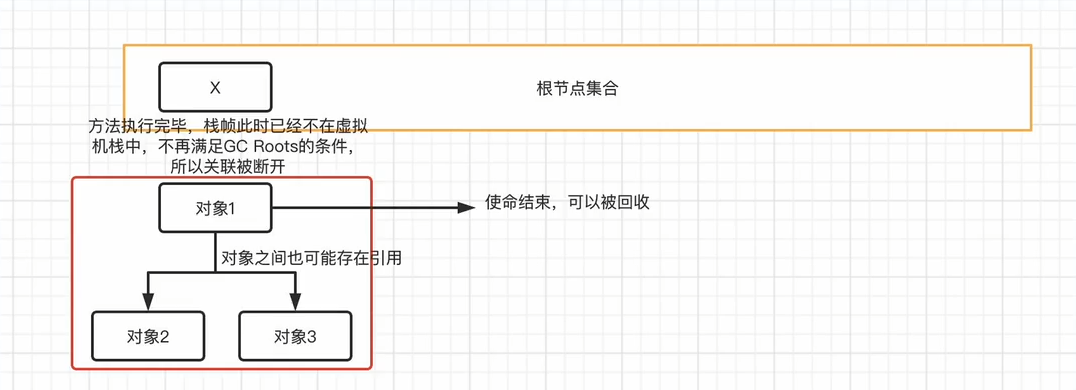 X
根节点集合
方法执行完毕，栈帧此时已经不在虚拟
机栈中，不再满足GC Roots的条件，
所以关联被断开
对象1
使命结束，可以被回收
对象之间也可能存在引用
对象2
对象3